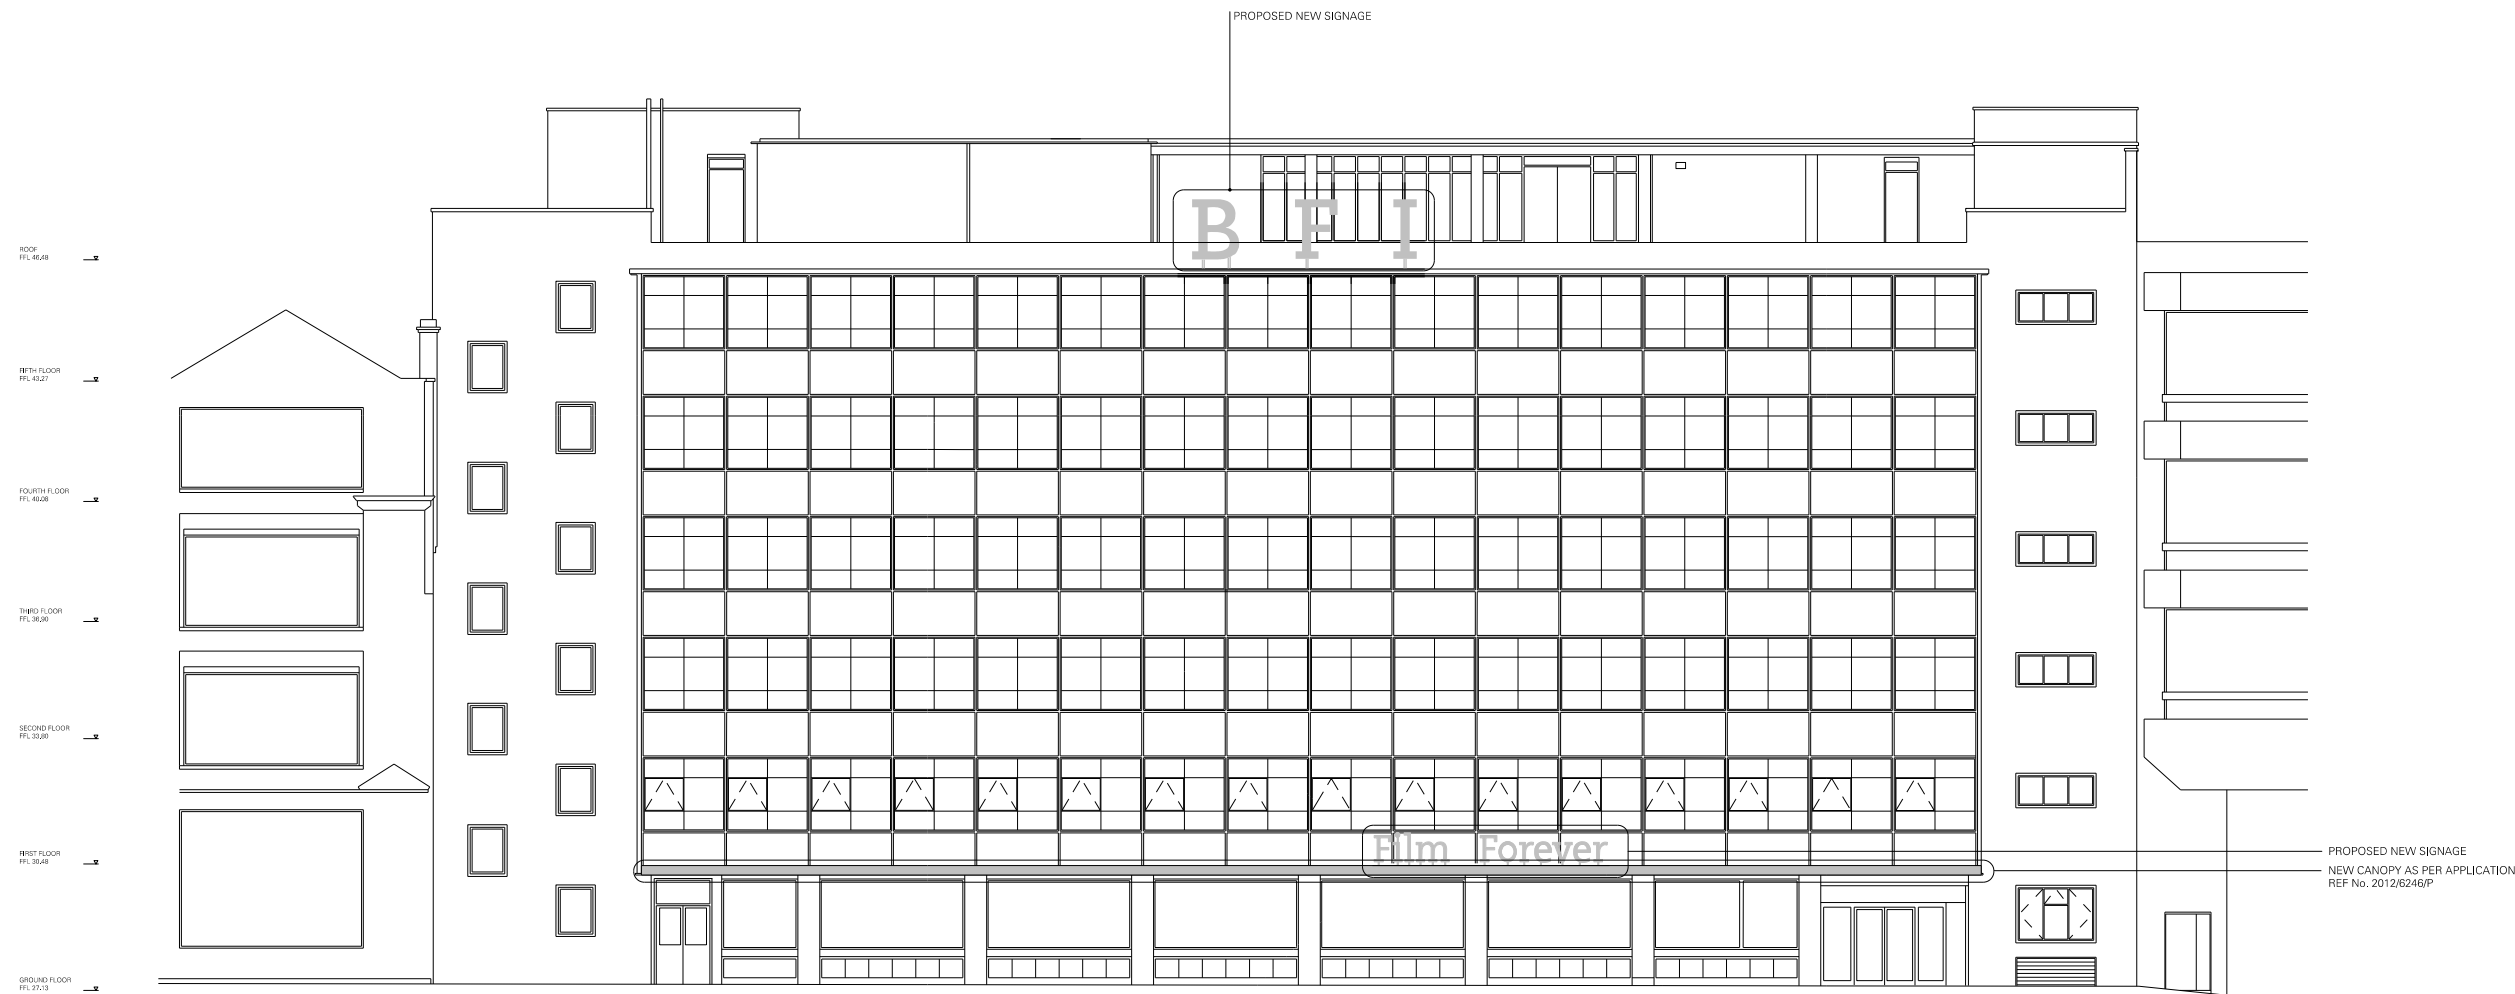 PROPOSED NEW SIGNAGE
B F I
ROOF
FFL 46.48
FIFTH FLOOR
FFL 43.27
FOURTH FLOOR
FFL 40.08
THIRD FLOOR
FFL 36.90
SECOND FLOOR
FFL 33.80
FIRST FLOOR
FFL 30.48
Film Forever
PROPOSED NEW SIGNAGE
NEW CANOPY AS PER APPLICATION
REF No. 2012/6246/P
GROUND FLOOR
FFL 27.13